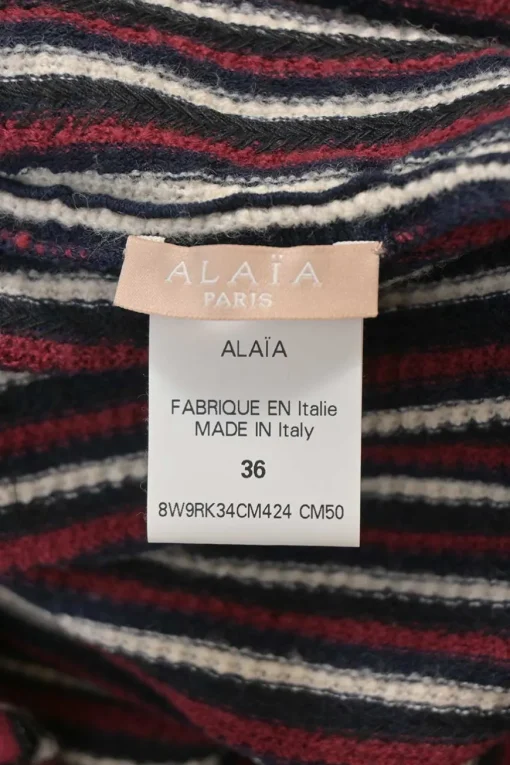 ALAÏA
PARIS
ALAÏA
FABRIQUE EN Italie
MADE IN Italy
36
8W9RK34CM424 CM50